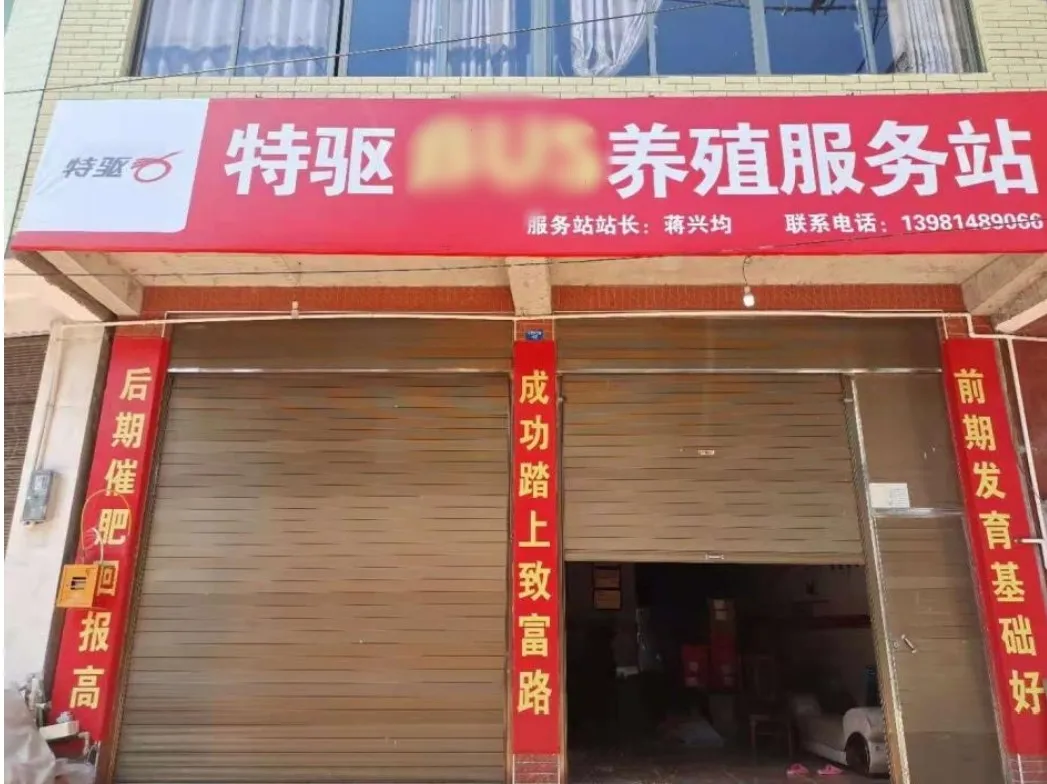 特驱
特驱 养殖服务站
服务站站长：蒋兴均 联系电话：13981489066
前期发育基础好
成功踏上致富路
后期催肥回报高